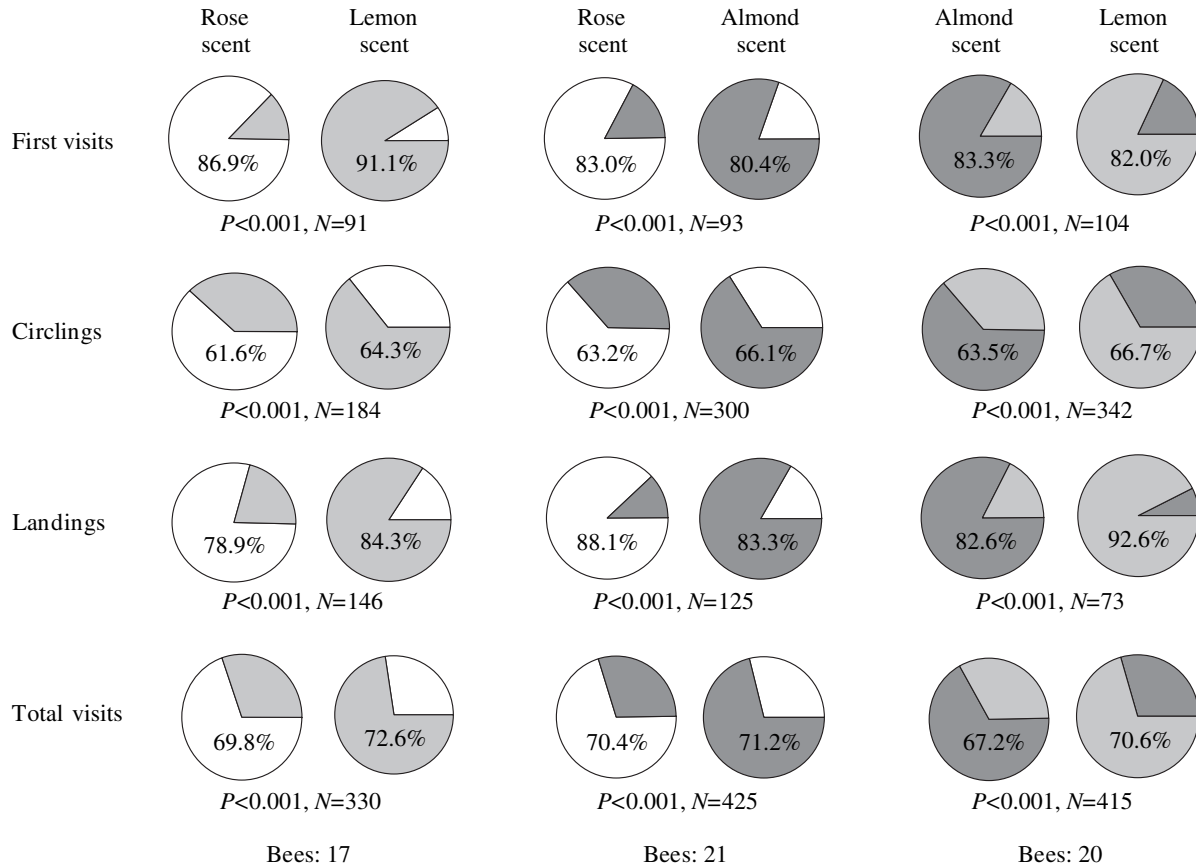 Rose scent Lemon scent Rose scent Almond scent Almond scent Lemon scent
First visits 86.9% 91.1% 83.0% 80.4% 83.3% 82.0%
P<0.001, N=91 P<0.001, N=93 P<0.001, N=104
Circlings 61.6% 64.3% 63.2% 66.1% 63.5% 66.7%
P<0.001, N=184 P<0.001, N=300 P<0.001, N=342
Landings 78.9% 84.3% 88.1% 83.3% 82.6% 92.6%
P<0.001, N=146 P<0.001, N=125 P<0.001, N=73
Total visits 69.8% 72.6% 70.4% 71.2% 67.2% 70.6%
P<0.001, N=330 P<0.001, N=425 P<0.001, N=415
Bees: 17 Bees: 21 Bees: 20